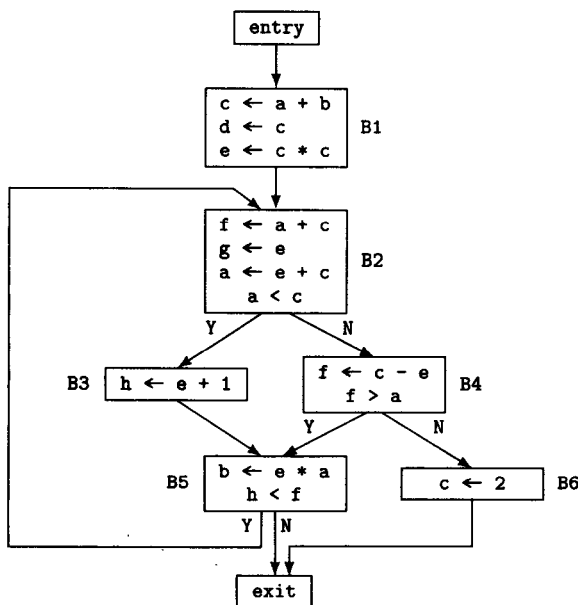 entry
c ← a + b
d ← c
e ← c * c
B1
f ← a + c
g ← e
a ← e + c
a < c
B2
Y
N
B3
h ← e + 1
f ← c - e
f > a
B4
Y
N
B5
b ← e * a
h < f
c ← 2
B6
Y
N
exit